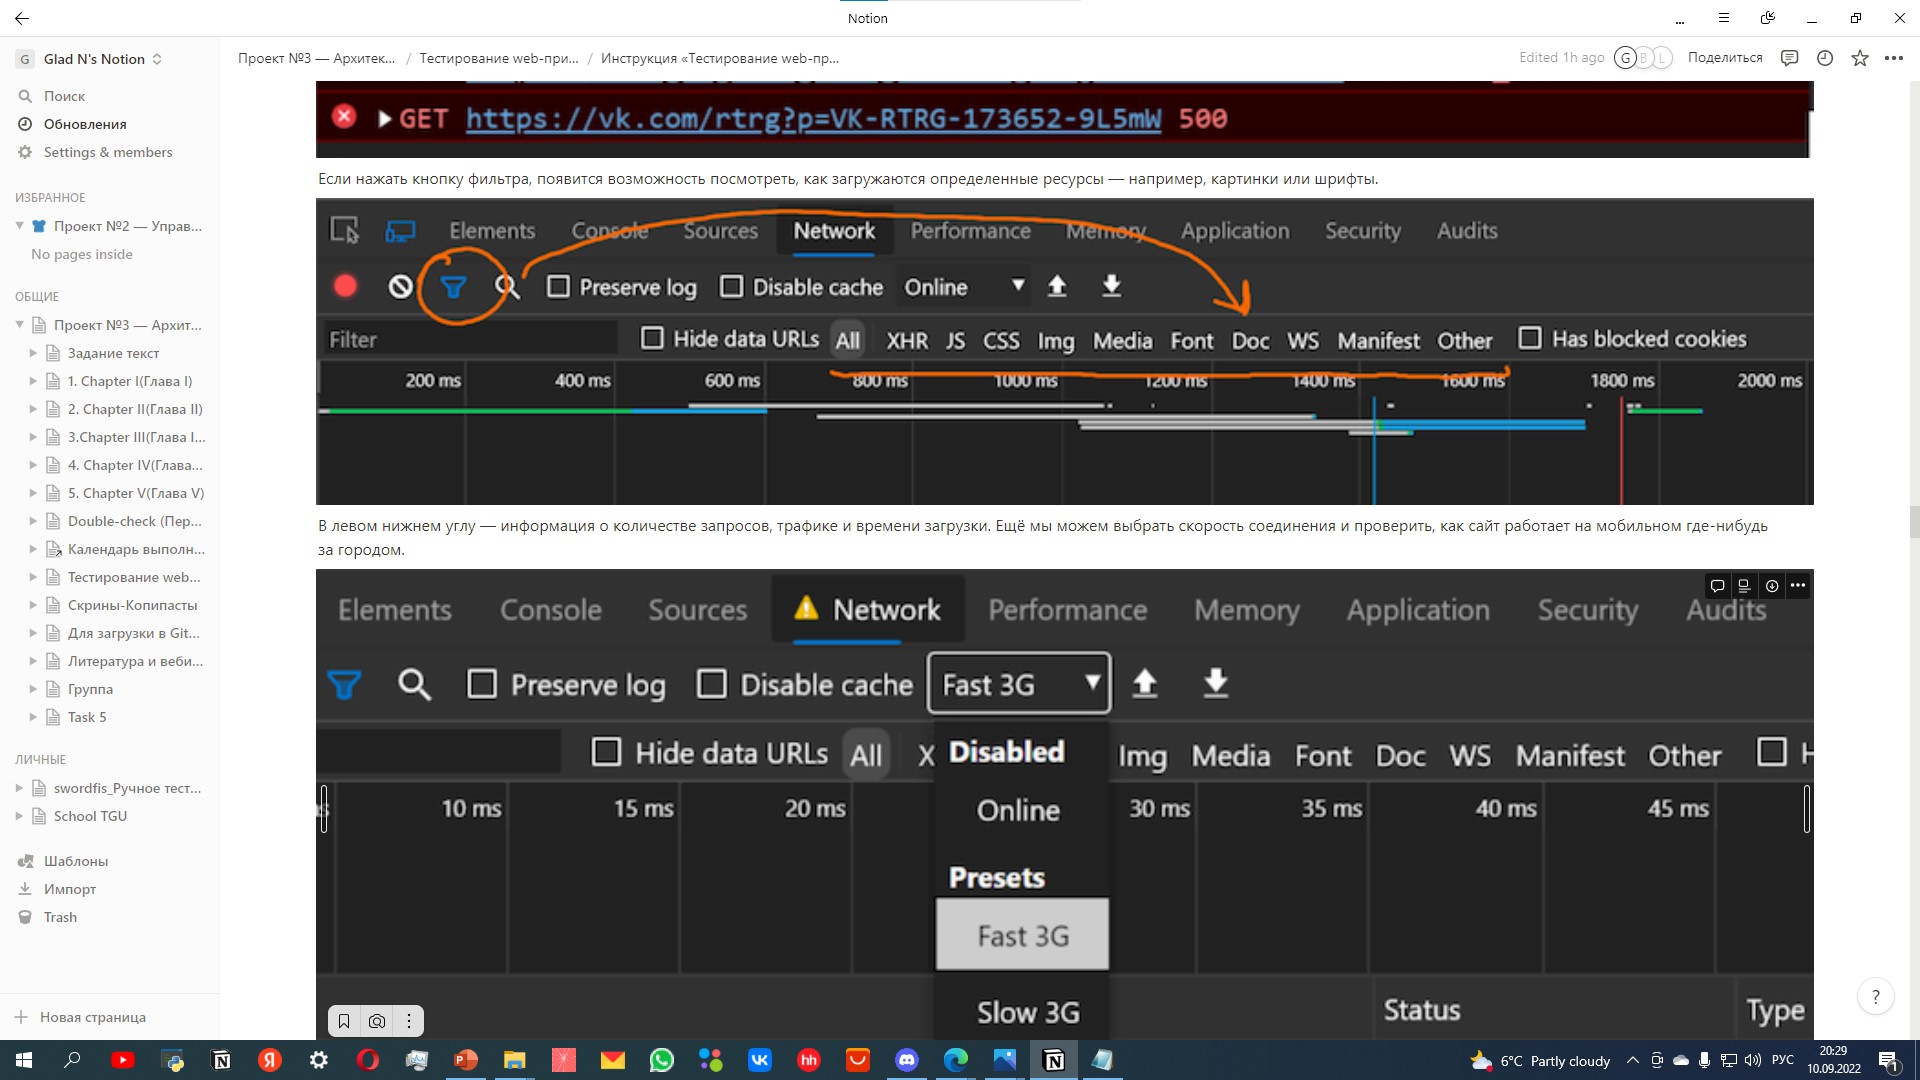 Notion
Glad N's Notion
Проект №3 — Архитек... / Тестирование web-при... / Инструкция «Тестирование web-пр...
Edited 1h ago
G B L
Поделиться
Поиск
Обновления
Settings & members
ИЗБРАННОЕ
Проект №2 — Управ...
No pages inside
ОБЩИЕ
Проект №3 — Архит...
Задание текст
1. Chapter I(Глава I)
2. Chapter II(Глава II)
3.Chapter III(Глава I...
4. Chapter IV(Глава...
5. Chapter V(Глава V)
Double-check (Пер...
Календарь выполн...
Тестирование web...
Скрины-Копипасты
Для загрузки в Git...
Литература и веби...
Группа
Task 5
ЛИЧНЫЕ
swordfis_Ручное тест...
School TGU
Шаблоны
Импорт
Trash
Новая страница
GET https://vk.com/rtrg?p=VK-RTRG-173652-9L5mW 500
Если нажать кнопку фильтра, появится возможность посмотреть, как загружаются определенные ресурсы — например, картинки или шрифты.
Elements Console Sources Network Performance Memory Application Security Audits
Preserve log Disable cache Online
Filter Hide data URLs All XHR JS CSS Img Media Font Doc WS Manifest Other Has blocked cookies
200 ms 400 ms 600 ms 800 ms 1000 ms 1200 ms 1400 ms 1600 ms 1800 ms 2000 ms
В левом нижнем углу — информация о количестве запросов, трафике и времени загрузки. Ещё мы можем выбрать скорость соединения и проверить, как сайт работает на мобильном где-нибудь
за городом.
Elements Console Sources Network Performance Memory Application Security Audits
Preserve log Disable cache Fast 3G
Hide data URLs All X Disabled Img Media Font Doc WS Manifest Other H
10 ms 15 ms 20 ms Online 30 ms 35 ms 40 ms 45 ms
Presets
Fast 3G
Slow 3G Status Type
?
6°C Partly cloudy
РУС
20:29
10.09.2022
1